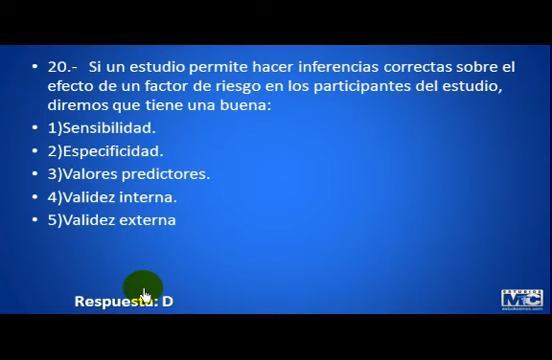 20.- Si un estudio permite hacer inferencias correctas sobre el
efecto de un factor de riesgo en los participantes del estudio,
diremos que tiene una buena:
1)Sensibilidad.
2)Especificidad.
3)Valores predictores.
4)Validez interna.
5)Validez externa
Respuesta: D
ESTUDIOS
MC